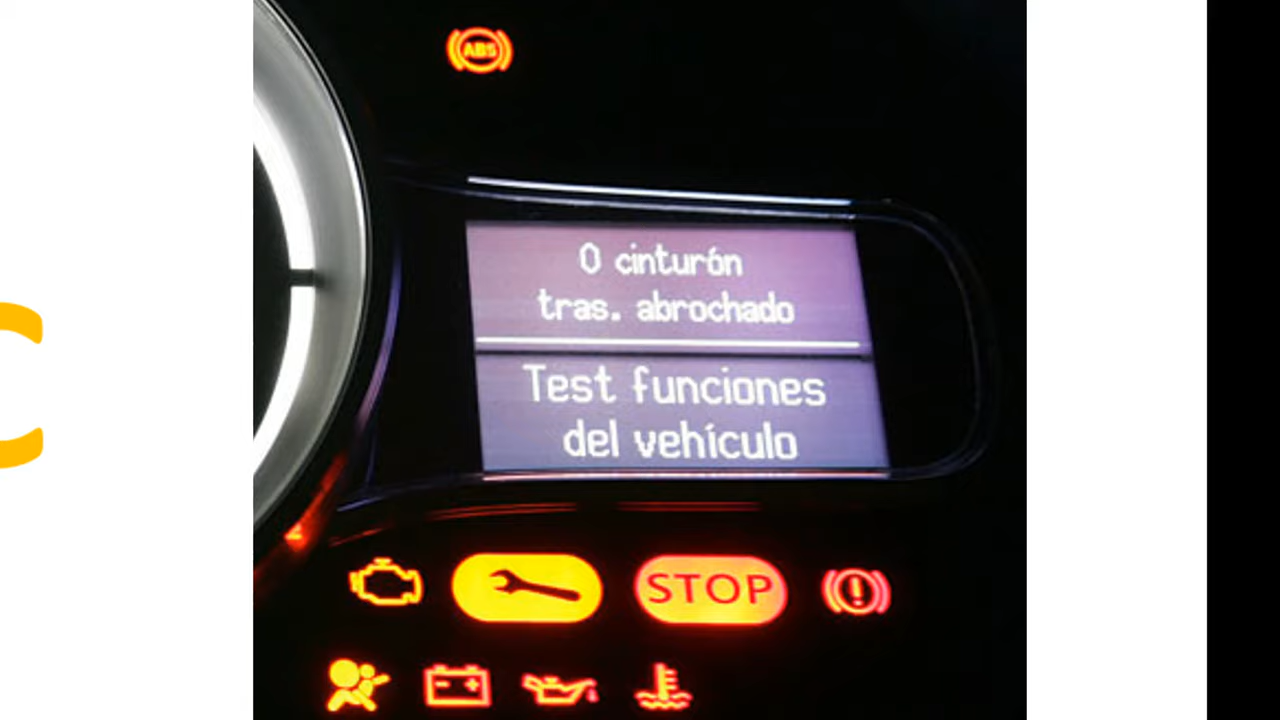 ABS
0 cinturón
tras. abrochado
Test funciones
del vehículo
STOP